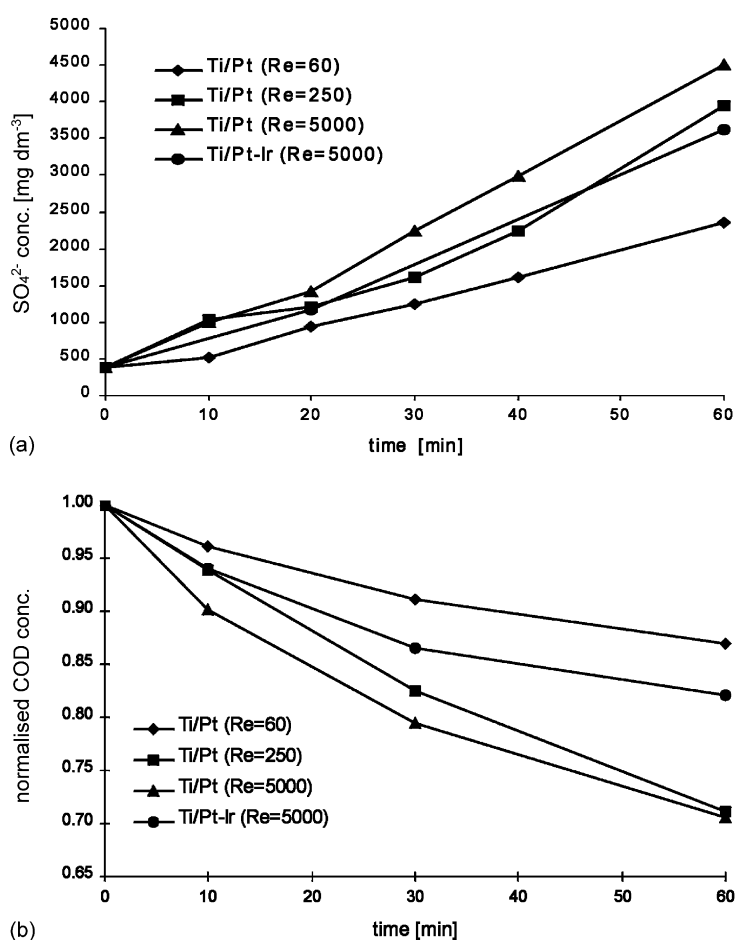 5000
4500
4000
3500
3000
2500
2000
1500
1000
500
0
SO₄²⁻ conc. [mg dm⁻³]
Ti/Pt (Re=60)
Ti/Pt (Re=250)
Ti/Pt (Re=5000)
Ti/Pt-Ir (Re=5000)
0 10 20 30 40 50 60
(a) time [min]
1.00
0.95
0.90
0.85
0.80
0.75
0.70
0.65
normalised COD conc.
Ti/Pt (Re=60)
Ti/Pt (Re=250)
Ti/Pt (Re=5000)
Ti/Pt-Ir (Re=5000)
0 10 20 30 40 50 60
(b) time [min]